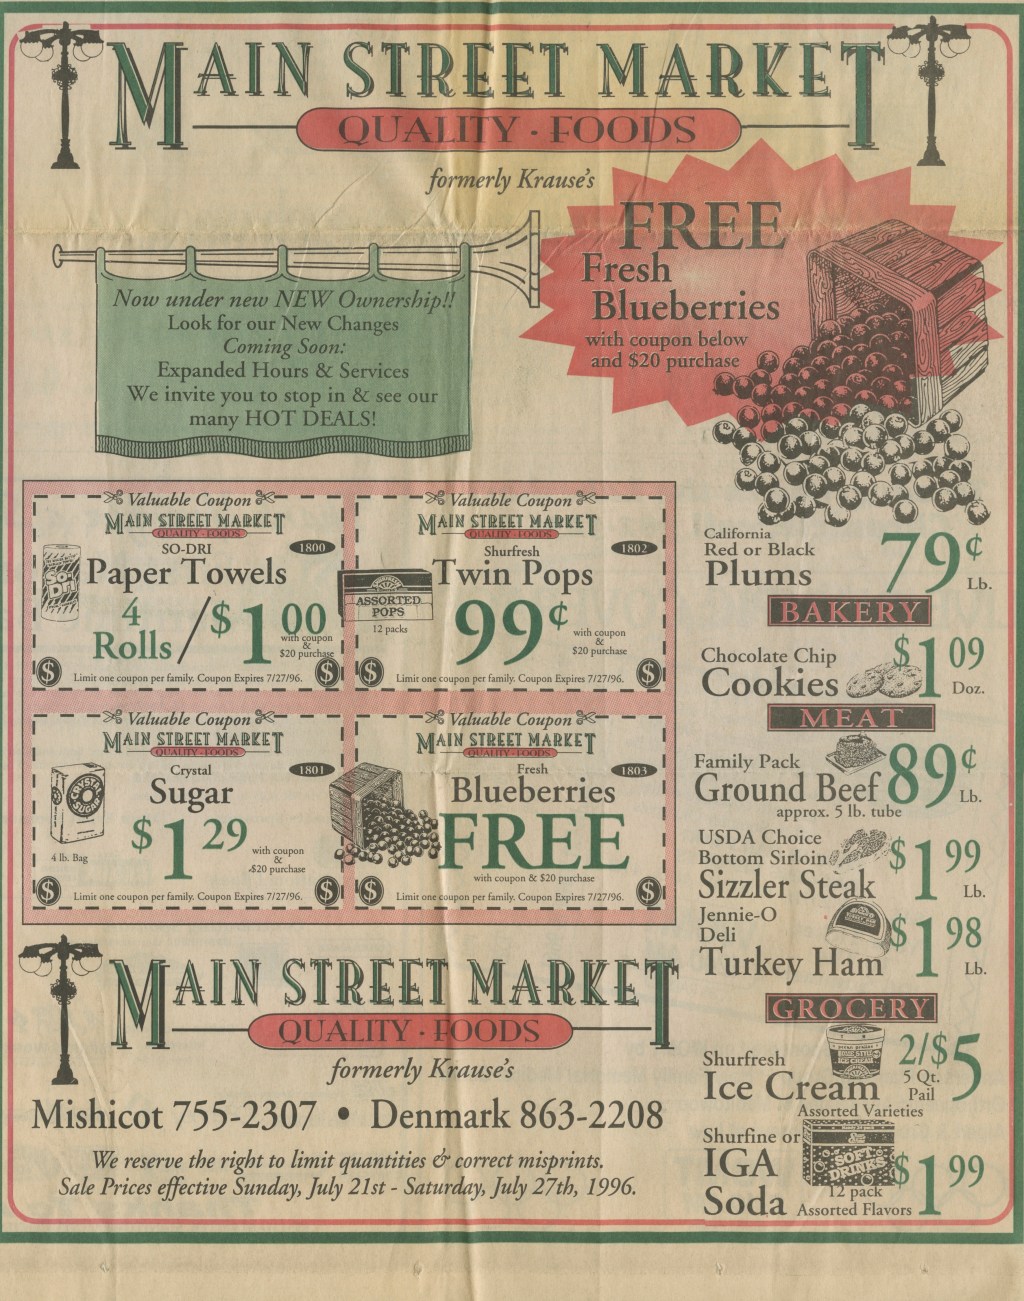 MAIN STREET MARKET
QUALITY · FOODS
formerly Krause's
FREE
Fresh
Blueberries
with coupon below
and $20 purchase
Now under new NEW Ownership!!
Look for our New Changes
Coming Soon:
Expanded Hours & Services
We invite you to stop in & see our
many HOT DEALS!
Valuable Coupon
MAIN STREET MARKET
QUALITY · FOODS
SO-DRI
1800
Paper Towels
So-Dri
4
Rolls / $1.00
with coupon
&
$20 purchase
Limit one coupon per family. Coupon Expires 7/27/96.
Valuable Coupon
MAIN STREET MARKET
QUALITY · FOODS
Shurfresh
1802
Twin Pops
ASSORTED
POPS
12 packs
99¢
with coupon
&
$20 purchase
Limit one coupon per family. Coupon Expires 7/27/96.
Valuable Coupon
MAIN STREET MARKET
QUALITY · FOODS
Crystal
1801
Sugar
CRYSTAL
SUGAR
$1 29
4 lb. Bag
with coupon
&
$20 purchase
Limit one coupon per family. Coupon Expires 7/27/96.
Valuable Coupon
MAIN STREET MARKET
QUALITY · FOODS
Fresh
1803
Blueberries
FREE
with coupon & $20 purchase
Limit one coupon per family. Coupon Expires 7/27/96.
California
Red or Black
Plums
79¢
Lb.
BAKERY
Chocolate Chip
Cookies
$1 09
Doz.
MEAT
Family Pack
Ground Beef
89¢
Lb.
approx. 5 lb. tube
USDA Choice
Bottom Sirloin
Sizzler Steak
$1 99
Lb.
Jennie-O
Deli
Turkey Ham
$1 98
Lb.
GROCERY
Shurfresh
Ice Cream
HOME STYLE
ICE CREAM
2/$5
5 Qt.
Pail
Assorted Varieties
Shurfine or
IGA
Soda
SOFT
DRINKS
$1 99
12 pack
Assorted Flavors
MAIN STREET MARKET
QUALITY · FOODS
formerly Krause's
Mishicot 755-2307 • Denmark 863-2208
We reserve the right to limit quantities & correct misprints.
Sale Prices effective Sunday, July 21st - Saturday, July 27th, 1996.